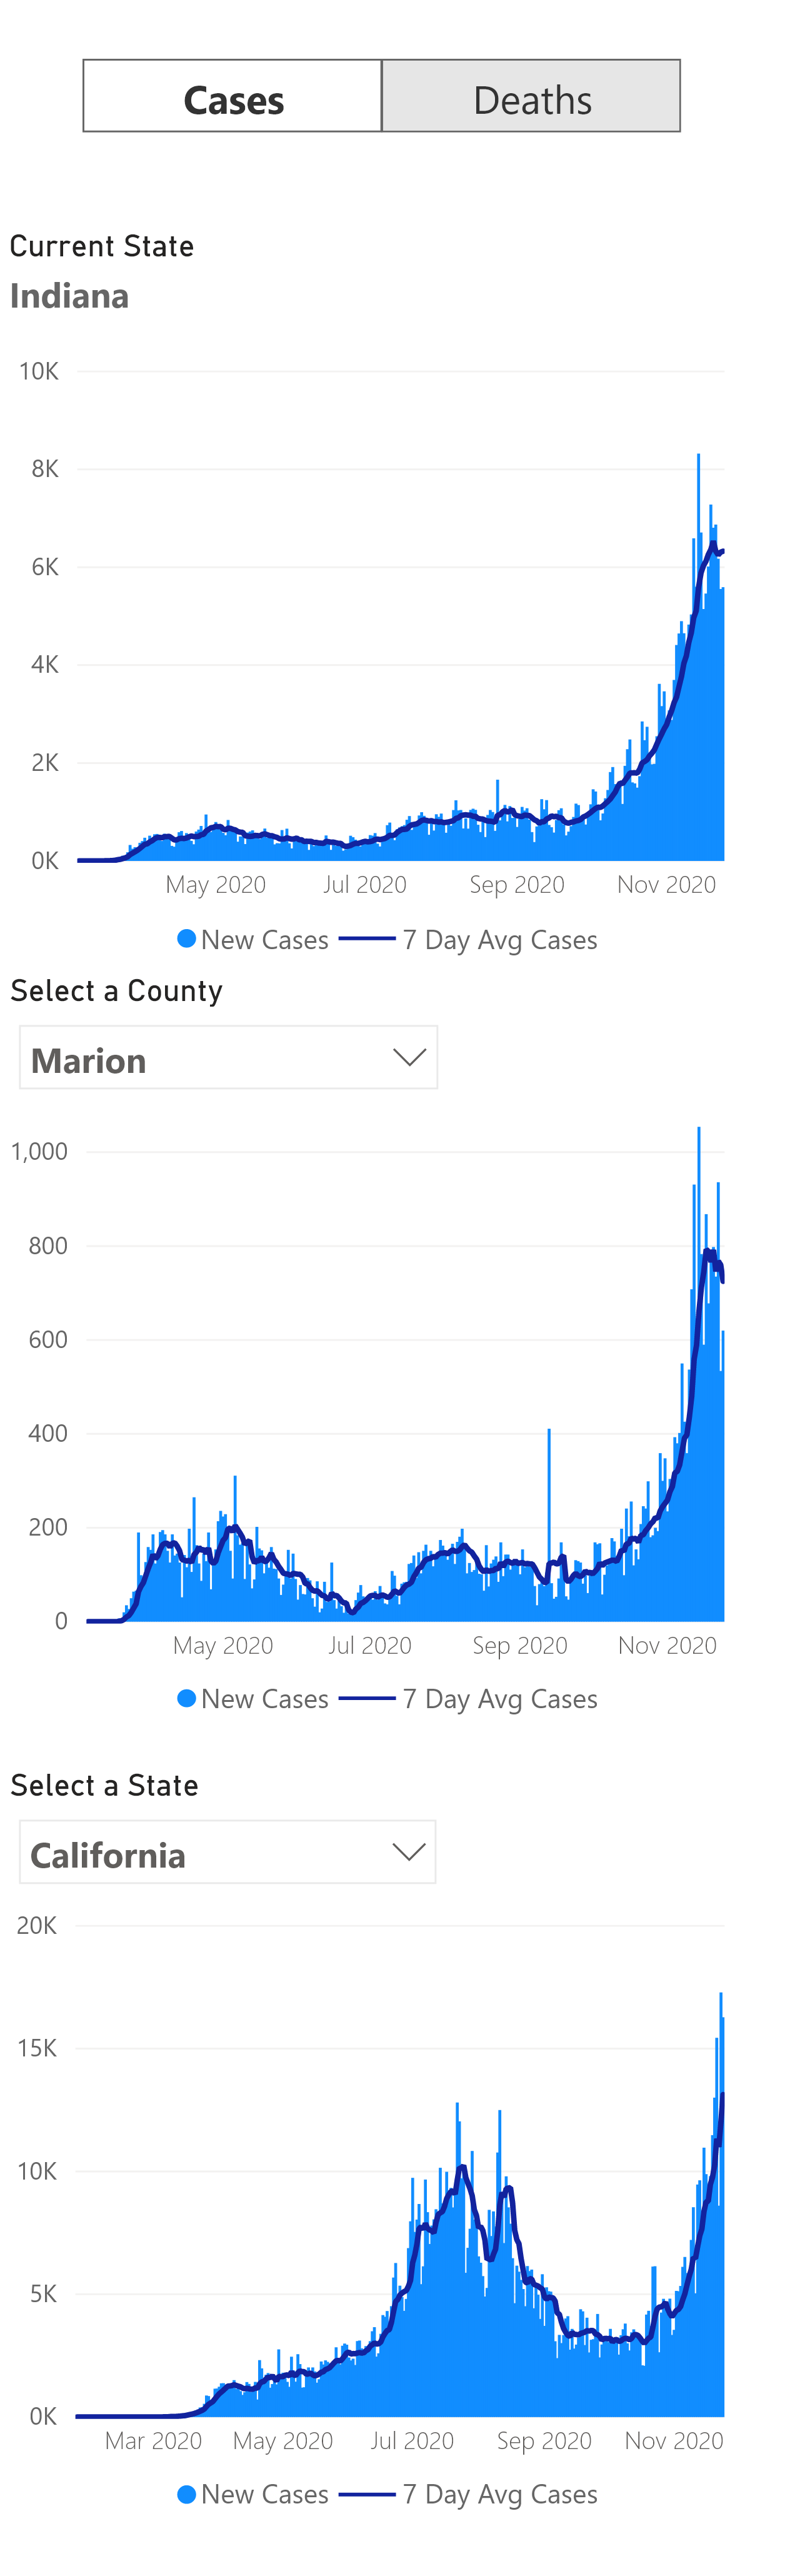 Cases Deaths
Current State
Indiana
10K
8K
6K
4K
2K
0K
May 2020 Jul 2020 Sep 2020 Nov 2020
New Cases 7 Day Avg Cases
Select a County
Marion
1,000
800
600
400
200
0
May 2020 Jul 2020 Sep 2020 Nov 2020
New Cases 7 Day Avg Cases
Select a State
California
20K
15K
10K
5K
0K
Mar 2020 May 2020 Jul 2020 Sep 2020 Nov 2020
New Cases 7 Day Avg Cases